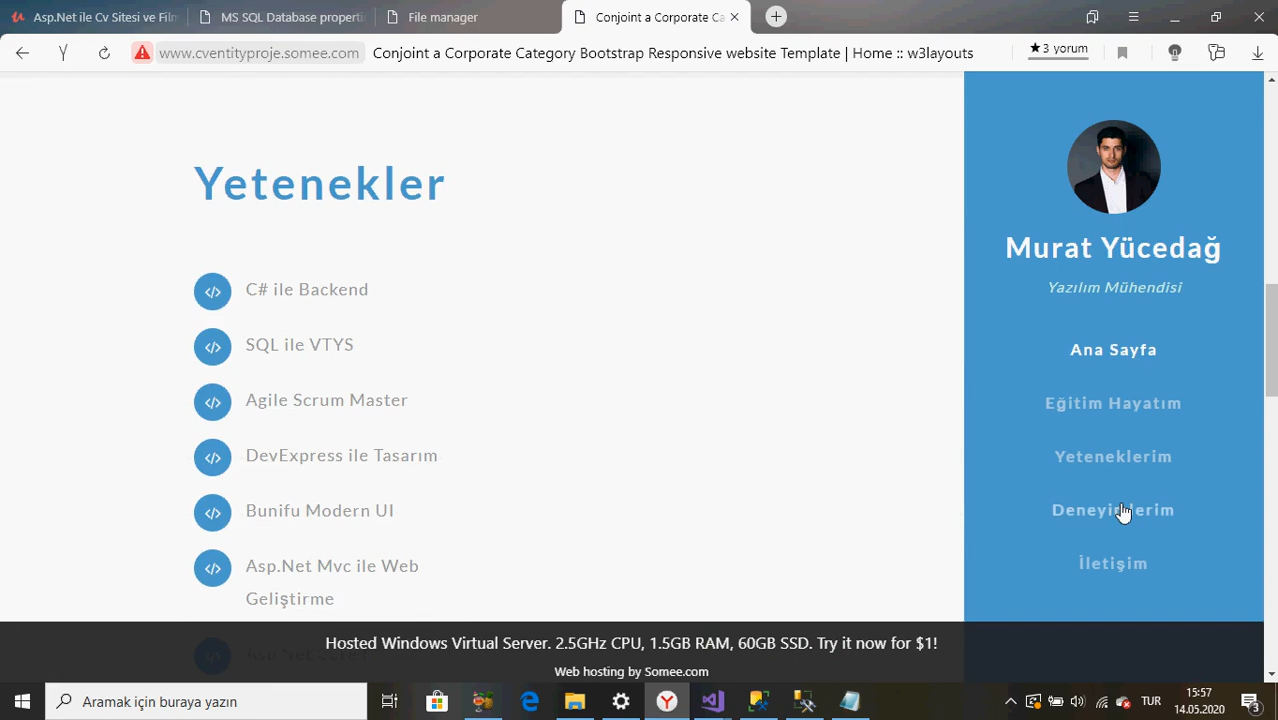 Asp.Net ile Cv Sitesi ve Film
MS SQL Database properti
File manager
Conjoint a Corporate Ca
www.cventityproje.somee.com
Conjoint a Corporate Category Bootstrap Responsive website Template | Home :: w3layouts
★3 yorum
Yetenekler
C# ile Backend
SQL ile VTYS
Agile Scrum Master
DevExpress ile Tasarım
Bunifu Modern UI
Asp.Net Mvc ile Web
Geliştirme
Murat Yücedağ
Yazılım Mühendisi
Ana Sayfa
Eğitim Hayatım
Yeteneklerim
Deneyimlerim
İletişim
Hosted Windows Virtual Server. 2.5GHz CPU, 1.5GB RAM, 60GB SSD. Try it now for $1!
Web hosting by Somee.com
Aramak için buraya yazın
TUR
15:57
14.05.2020
3